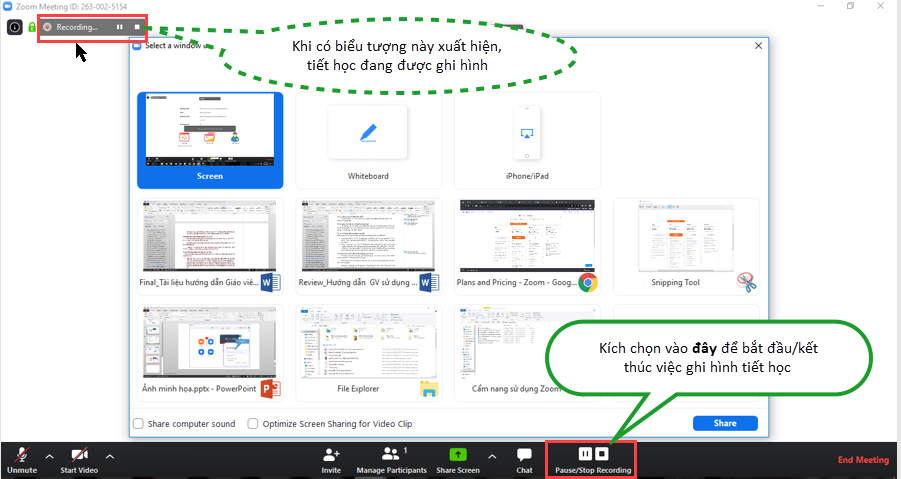 Zoom Meeting ID: 263-002-5154
Recording...
Select a window
Khi có biểu tượng này xuất hiện,
tiết học đang được ghi hình
Screen
Whiteboard
iPhone/iPad
Final_Tài liệu hướng dẫn Giáo viê...
Review_Hướng dẫn GV sử dụng ...
Plans and Pricing - Zoom - Goog...
Snipping Tool
Ảnh minh họa.pptx - PowerPoint
File Explorer
Cẩm nang sử dụng Zoom
Kích chọn vào đây để bắt đầu/kết
thúc việc ghi hình tiết học
Share computer sound
Optimize Screen Sharing for Video Clip
Share
Unmute
Start Video
Invite
1
Manage Participants
Share Screen
Chat
Pause/Stop Recording
End Meeting